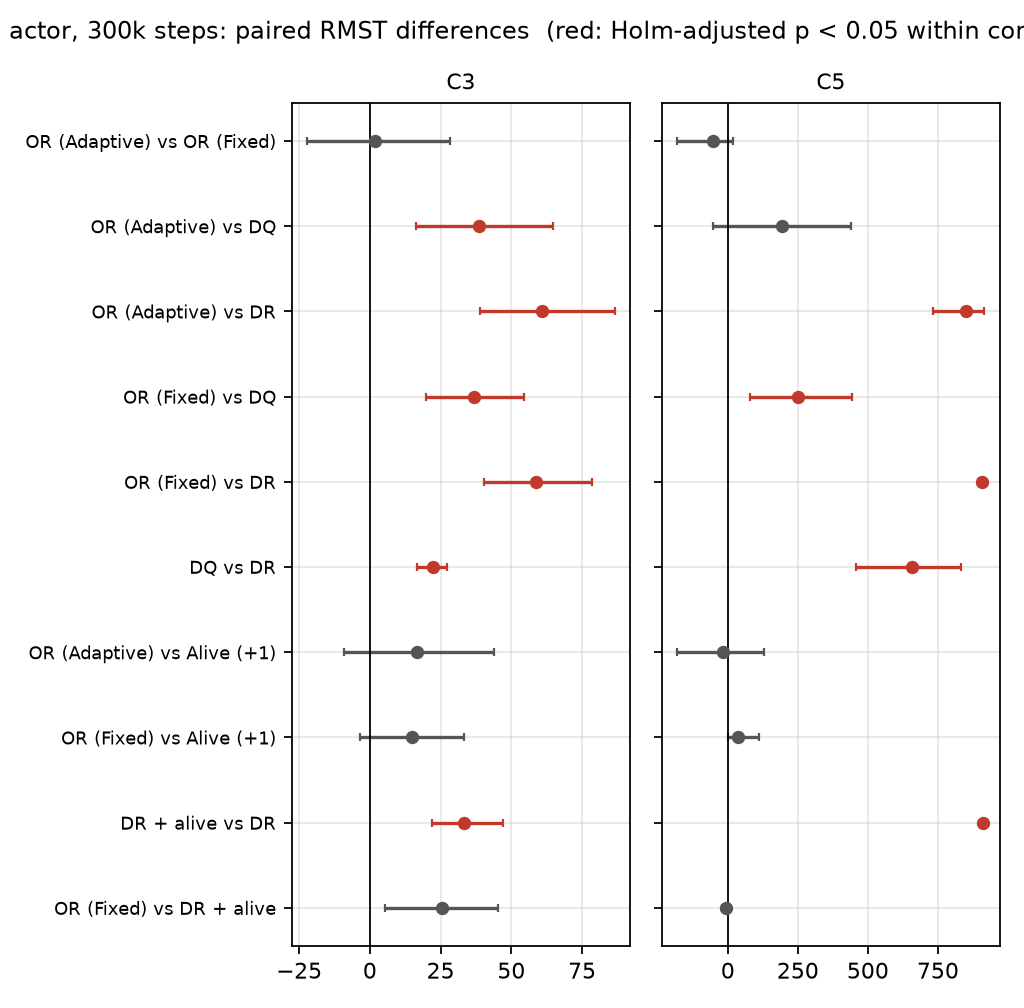 actor, 300k steps: paired RMST differences (red: Holm-adjusted p < 0.05 within
C3
C5
OR (Adaptive) vs OR (Fixed)
OR (Adaptive) vs DQ
OR (Adaptive) vs DR
OR (Fixed) vs DQ
OR (Fixed) vs DR
DQ vs DR
OR (Adaptive) vs Alive (+1)
OR (Fixed) vs Alive (+1)
DR + alive vs DR
OR (Fixed) vs DR + alive
−25 0 25 50 75
0 250 500 750